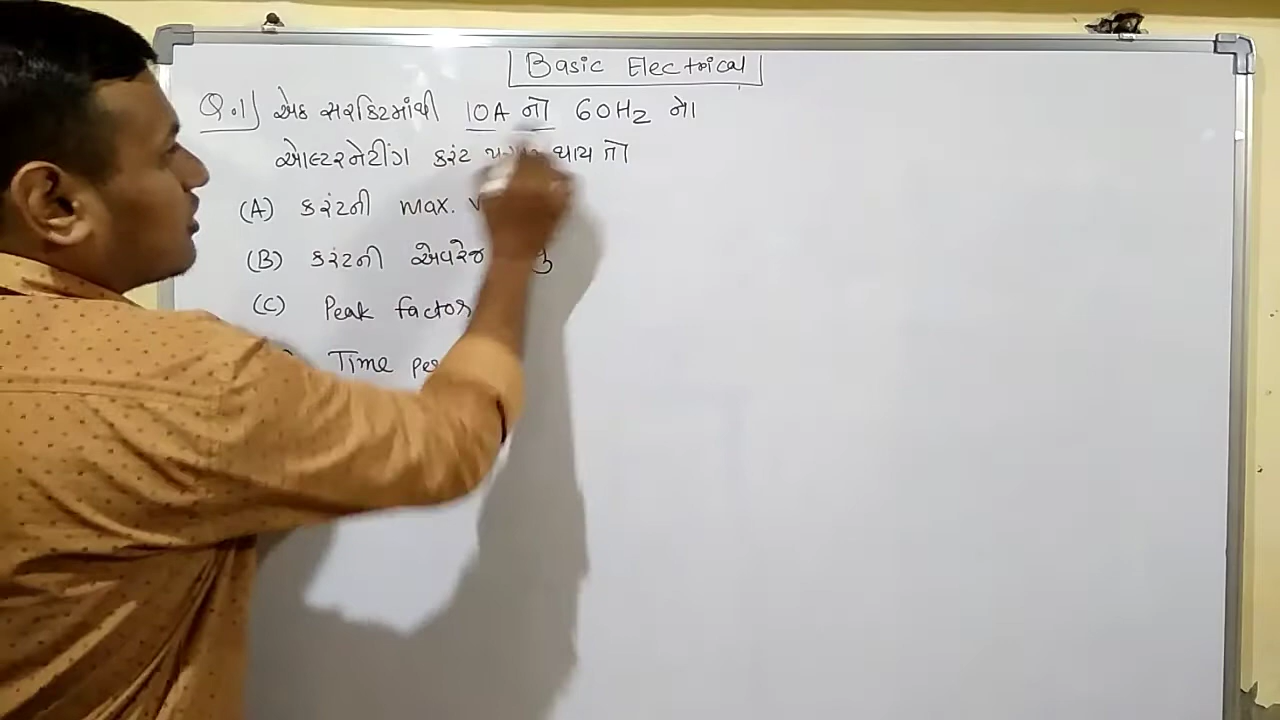 Basic Electrical
Q.1) એક સરકિટમાંથી 10A નો 60Hz નો
ઓલ્ટરનેટીંગ કરંટ થાય તો
(A) કરંટની max.
(B) કરંટની એવરેજ
(C) Peak factor
Time